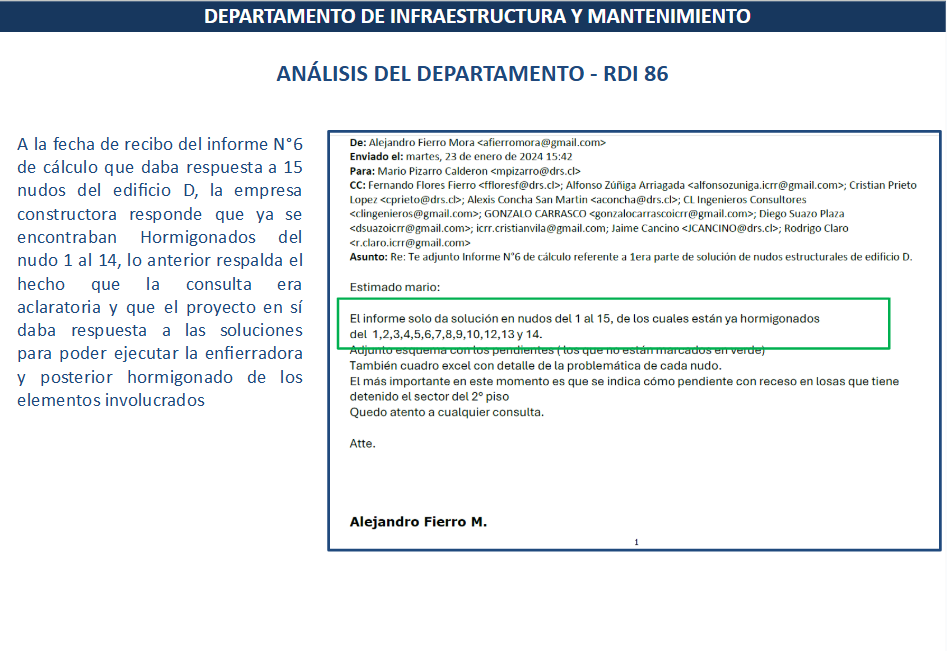 DEPARTAMENTO DE INFRAESTRUCTURA Y MANTENIMIENTO
ANÁLISIS DEL DEPARTAMENTO - RDI 86
A la fecha de recibo del informe N°6
de cálculo que daba respuesta a 15
nudos del edificio D, la empresa
constructora responde que ya se
encontraban Hormigonados del
nudo 1 al 14, lo anterior respalda el
hecho que la consulta era
aclaratoria y que el proyecto en sí
daba respuesta a las soluciones
para poder ejecutar la enfierradora
y posterior hormigonado de los
elementos involucrados
De: Alejandro Fierro Mora <afierromora@gmail.com>
Enviado el: martes, 23 de enero de 2024 15:42
Para: Mario Pizarro Calderon <mpizarro@drs.cl>
CC: Fernando Flores Fierro <ffloresf@drs.cl>; Alfonso Zúñiga Arriagada <alfonsozuniga.icrr@gmail.com>; Cristian Prieto
Lopez <cprieto@drs.cl>; Alexis Concha San Martin <aconcha@drs.cl>; CL Ingenieros Consultores
<clingenieros@gmail.com>; GONZALO CARRASCO <gonzalocarrascoicrr@gmail.com>; Diego Suazo Plaza
<dsuazoicrr@gmail.com>; icrr.cristianvila@gmail.com; Jaime Cancino <JCANCINO@drs.cl>; Rodrigo Claro
<r.claro.icrr@gmail.com>
Asunto: Re: Te adjunto Informe N°6 de cálculo referente a 1era parte de solución de nudos estructurales de edificio D.
Estimado mario:
El informe solo da solución en nudos del 1 al 15, de los cuales están ya hormigonados
del 1,2,3,4,5,6,7,8,9,10,12,13 y 14.
Adjunto esquema con los pendientes ( los que no están marcados en verde)
También cuadro excel con detalle de la problemática de cada nudo.
El más importante en este momento es que se indica cómo pendiente con receso en losas que tiene
detenido el sector del 2° piso
Quedo atento a cualquier consulta.
Atte.
Alejandro Fierro M.
1